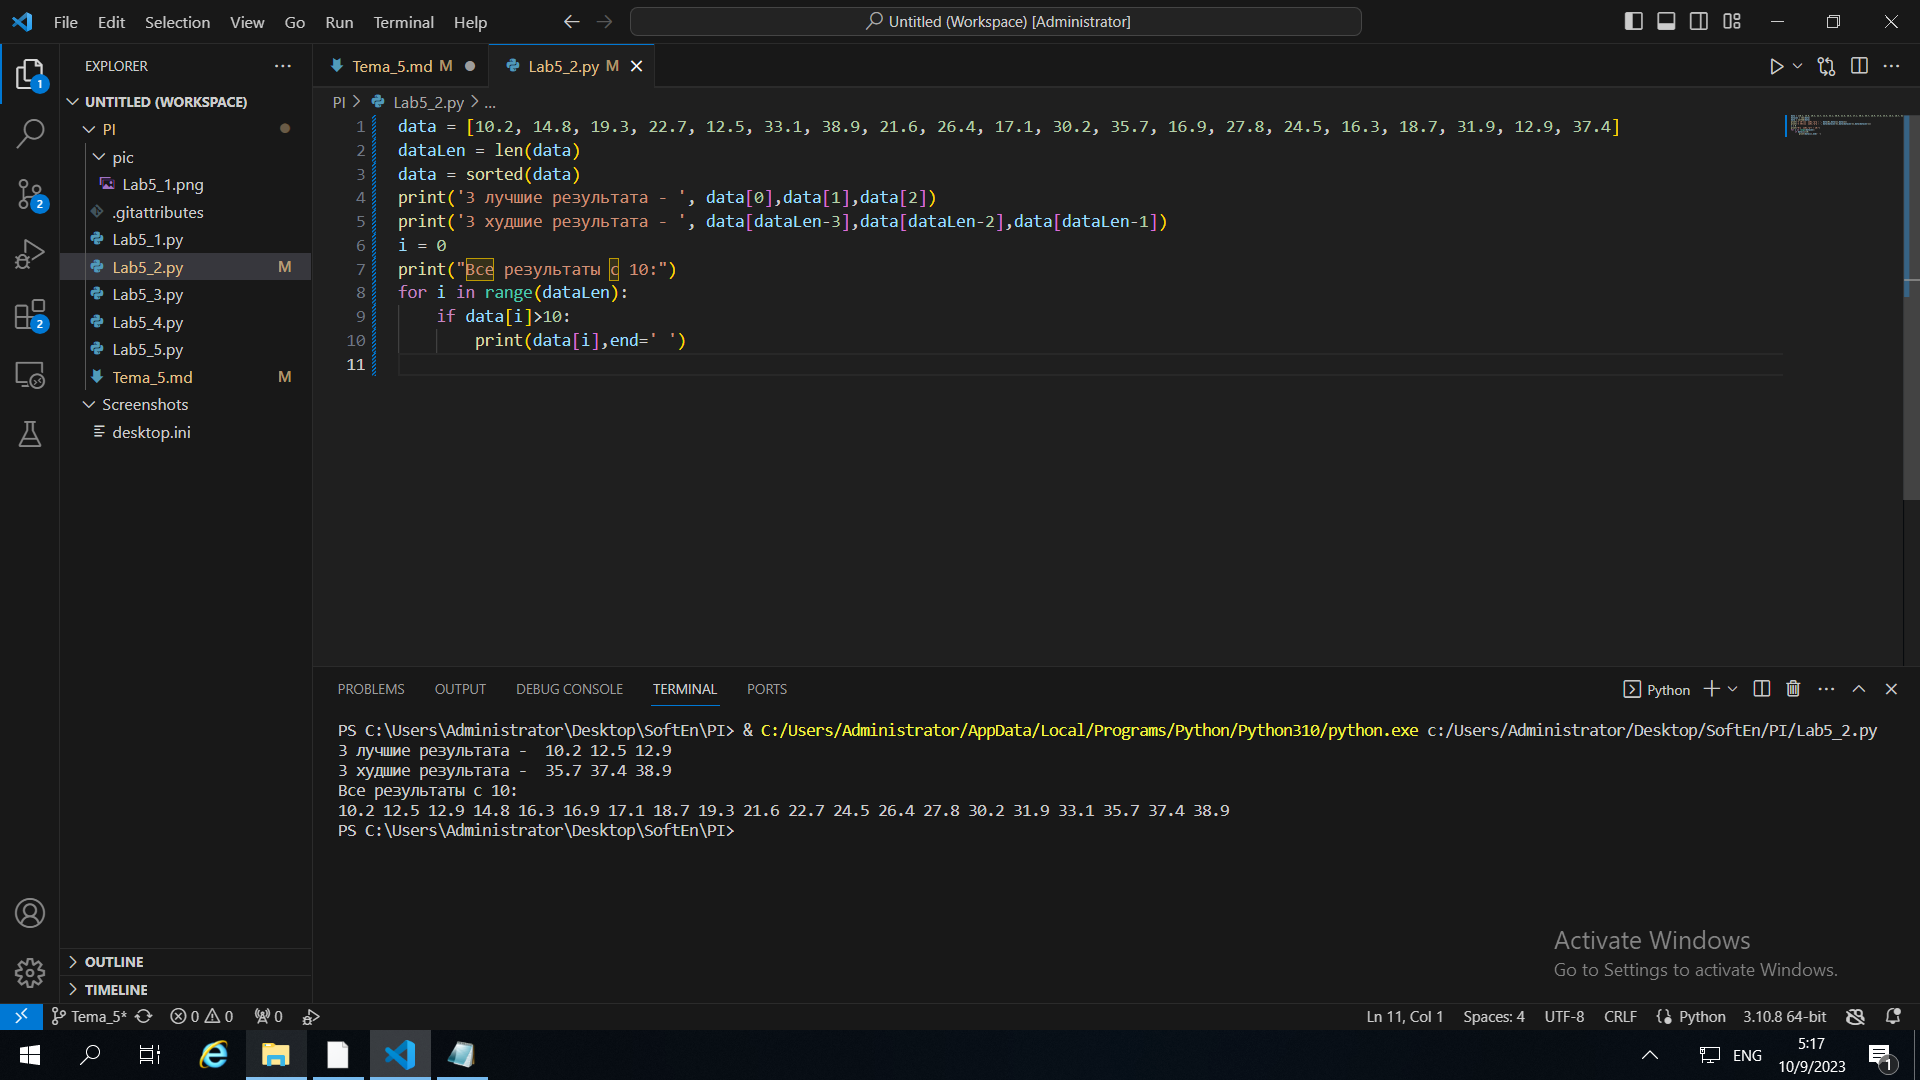 File Edit Selection View Go Run Terminal Help
Untitled (Workspace) [Administrator]
EXPLORER
UNTITLED (WORKSPACE)
PI
pic
Lab5_1.png
.gitattributes
Lab5_1.py
Lab5_2.py M
Lab5_3.py
Lab5_4.py
Lab5_5.py
Tema_5.md M
Screenshots
desktop.ini
OUTLINE
TIMELINE
1
2
2
Tema_5.md M
Lab5_2.py M
PI > Lab5_2.py > ...
1 data = [10.2, 14.8, 19.3, 22.7, 12.5, 33.1, 38.9, 21.6, 26.4, 17.1, 30.2, 35.7, 16.9, 27.8, 24.5, 16.3, 18.7, 31.9, 12.9, 37.4]
2 dataLen = len(data)
3 data = sorted(data)
4 print('3 лучшие результата - ', data[0],data[1],data[2])
5 print('3 худшие результата - ', data[dataLen-3],data[dataLen-2],data[dataLen-1])
6 i = 0
7 print("Все результаты с 10:")
8 for i in range(dataLen):
9 if data[i]>10:
10 print(data[i],end=' ')
11
PROBLEMS OUTPUT DEBUG CONSOLE TERMINAL PORTS
Python
PS C:\Users\Administrator\Desktop\SoftEn\PI> & C:/Users/Administrator/AppData/Local/Programs/Python/Python310/python.exe c:/Users/Administrator/Desktop/SoftEn/PI/Lab5_2.py
3 лучшие результата -  10.2 12.5 12.9
3 худшие результата -  35.7 37.4 38.9
Все результаты с 10:
10.2 12.5 12.9 14.8 16.3 16.9 17.1 18.7 19.3 21.6 22.7 24.5 26.4 27.8 30.2 31.9 33.1 35.7 37.4 38.9
PS C:\Users\Administrator\Desktop\SoftEn\PI>
Activate Windows
Go to Settings to activate Windows.
Tema_5* 0 0 0
Ln 11, Col 1 Spaces: 4 UTF-8 CRLF Python 3.10.8 64-bit
ENG
5:17
10/9/2023
1